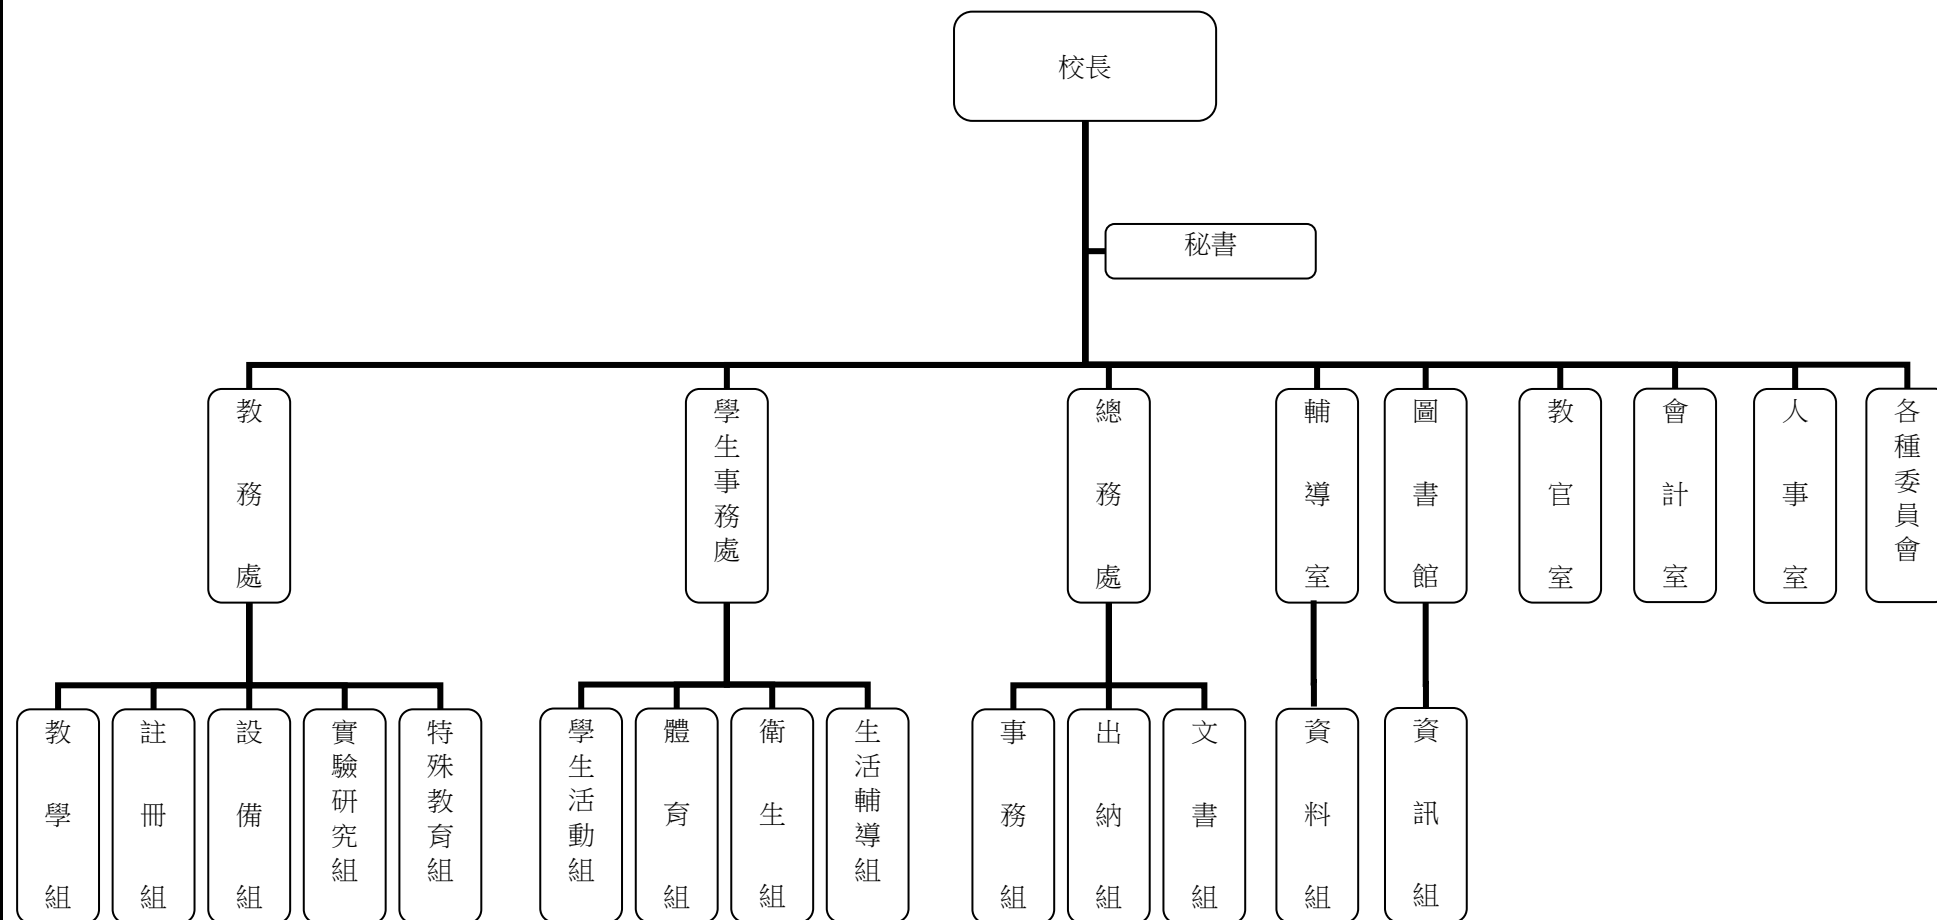 校長
秘書
教務處
學生事務處
總務處
輔導室
圖書館
教官室
會計室
人事室
各種委員會
教學組
註冊組
設備組
實驗研究組
特殊教育組
學生活動組
體育組
衛生組
生活輔導組
事務組
出納組
文書組
資料組
資訊組